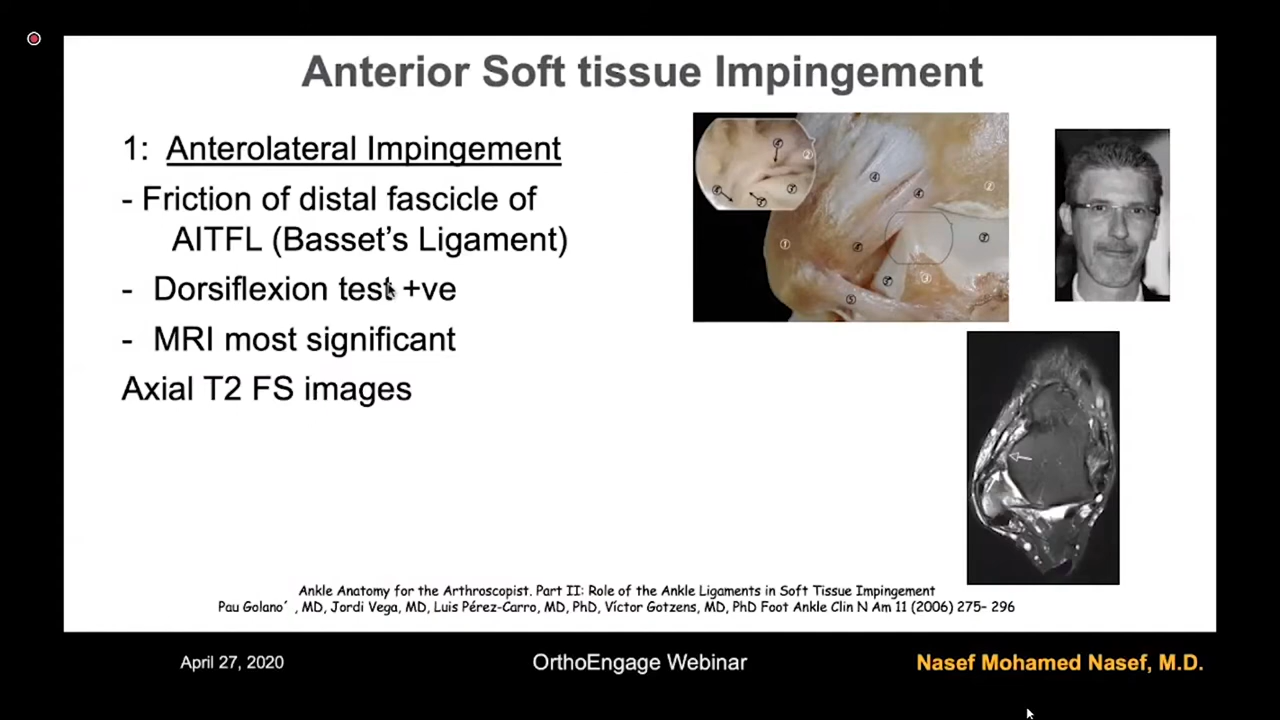 Anterior Soft tissue Impingement
1: Anterolateral Impingement
- Friction of distal fascicle of
AITFL (Basset's Ligament)
- Dorsiflexion test +ve
- MRI most significant
Axial T2 FS images
Ankle Anatomy for the Arthroscopist. Part II: Role of the Ankle Ligaments in Soft Tissue Impingement
Pau Golano´ , MD, Jordi Vega, MD, Luis Pérez-Carro, MD, PhD, Víctor Gotzens, MD, PhD Foot Ankle Clin N Am 11 (2006) 275– 296
April 27, 2020
OrthoEngage Webinar
Nasef Mohamed Nasef, M.D.